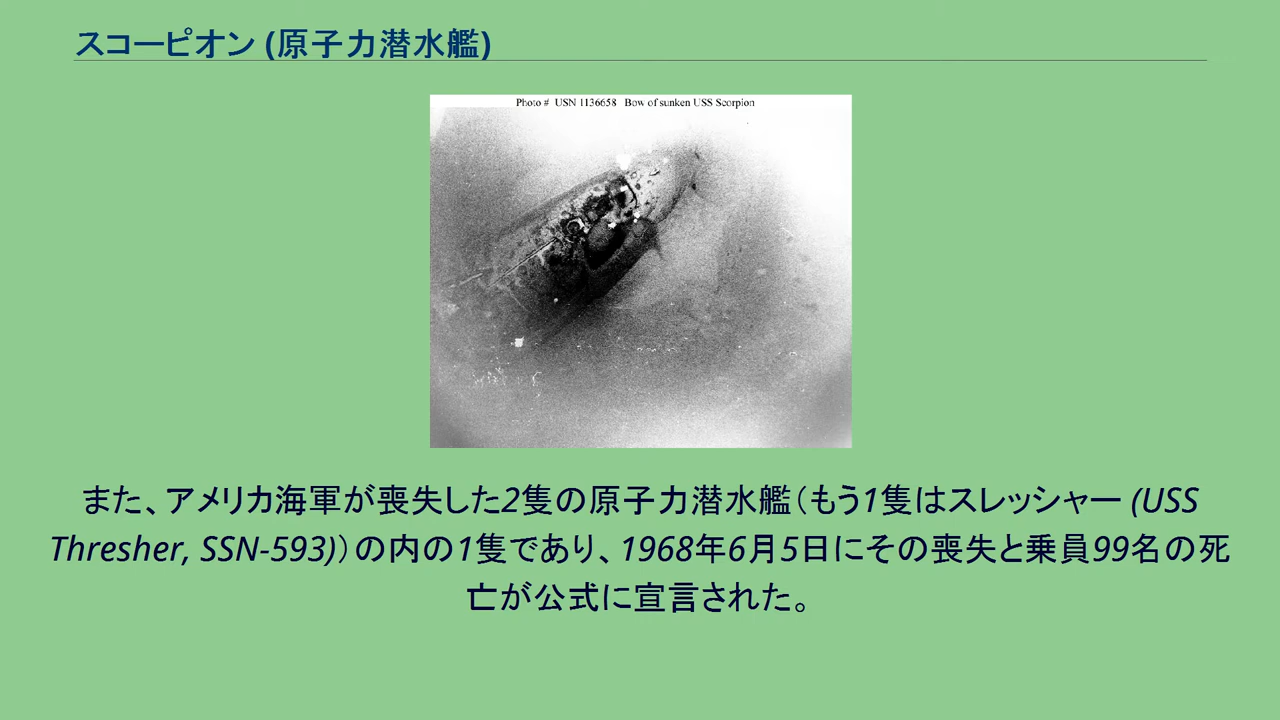 スコーピオン (原子力潜水艦)
Photo # USN 1136658 Bow of sunken USS Scorpion
また、アメリカ海軍が喪失した2隻の原子力潜水艦（もう1隻はスレッシャー (USS
Thresher, SSN-593)）の内の1隻であり、1968年6月5日にその喪失と乗員99名の死
亡が公式に宣言された。